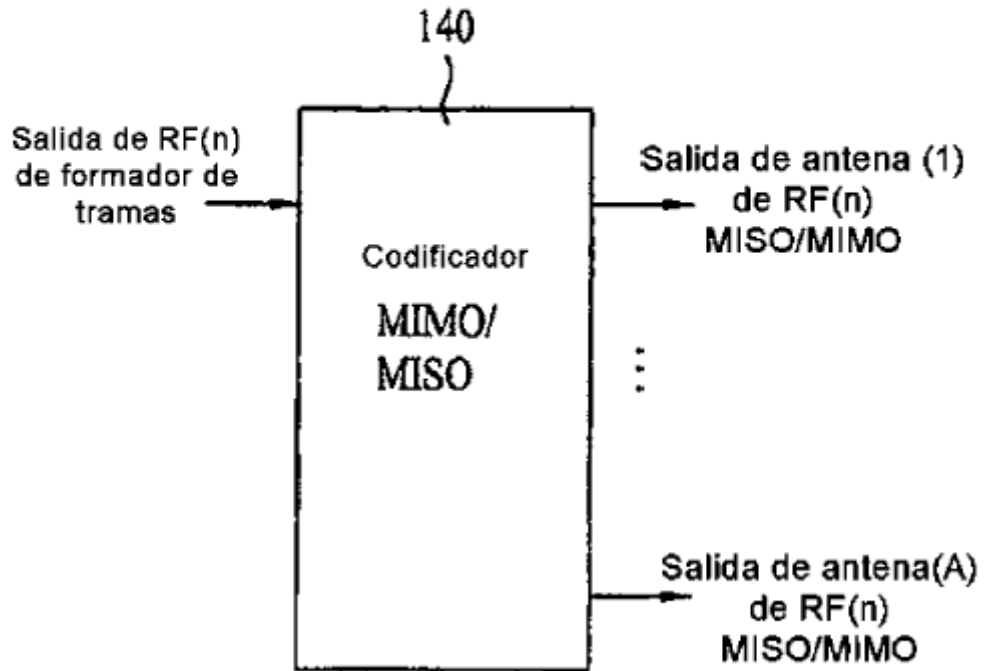 140
Salida de RF(n)
de formador de
tramas
Codificador
MIMO/
MISO
Salida de antena (1)
de RF(n)
MISO/MIMO
Salida de antena(A)
de RF(n)
MISO/MIMO